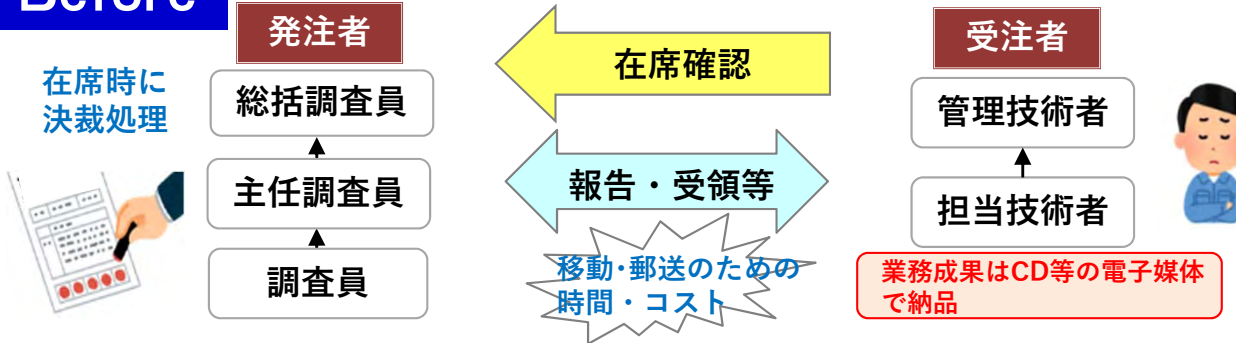 Before
発注者
在席時に
決裁処理
総括調査員
主任調査員
調査員
在席確認
報告・受領等
移動・郵送のための
時間・コスト
受注者
管理技術者
担当技術者
業務成果はCD等の電子媒体
で納品